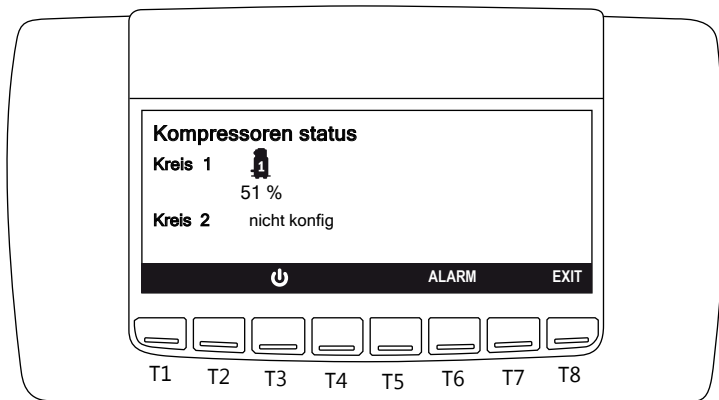 Kompressoren status
Kreis 1 1
51 %
Kreis 2 nicht konfig
ALARM EXIT
T1 T2 T3 T4 T5 T6 T7 T8